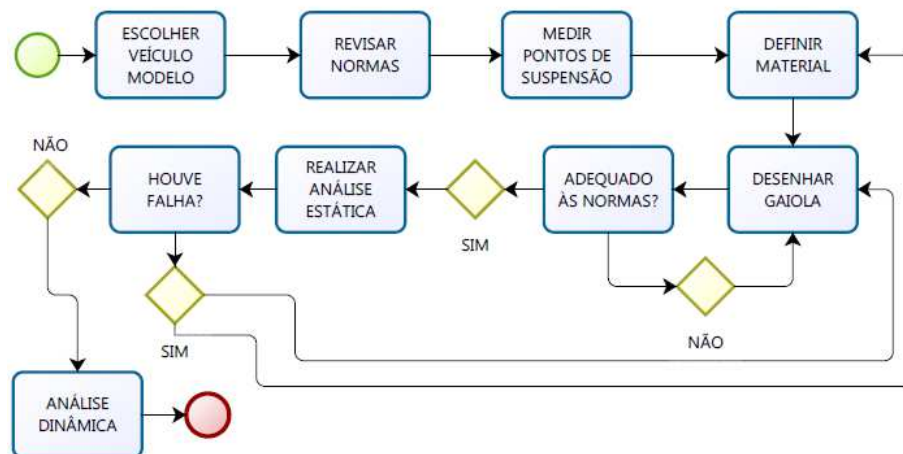 ESCOLHER
VEÍCULO
MODELO
REVISAR
NORMAS
MEDIR
PONTOS DE
SUSPENSÃO
DEFINIR
MATERIAL
NÃO
HOUVE
FALHA?
REALIZAR
ANÁLISE
ESTÁTICA
SIM
ADEQUADO
ÀS NORMAS?
DESENHAR
GAIOLA
SIM
NÃO
ANÁLISE
DINÂMICA